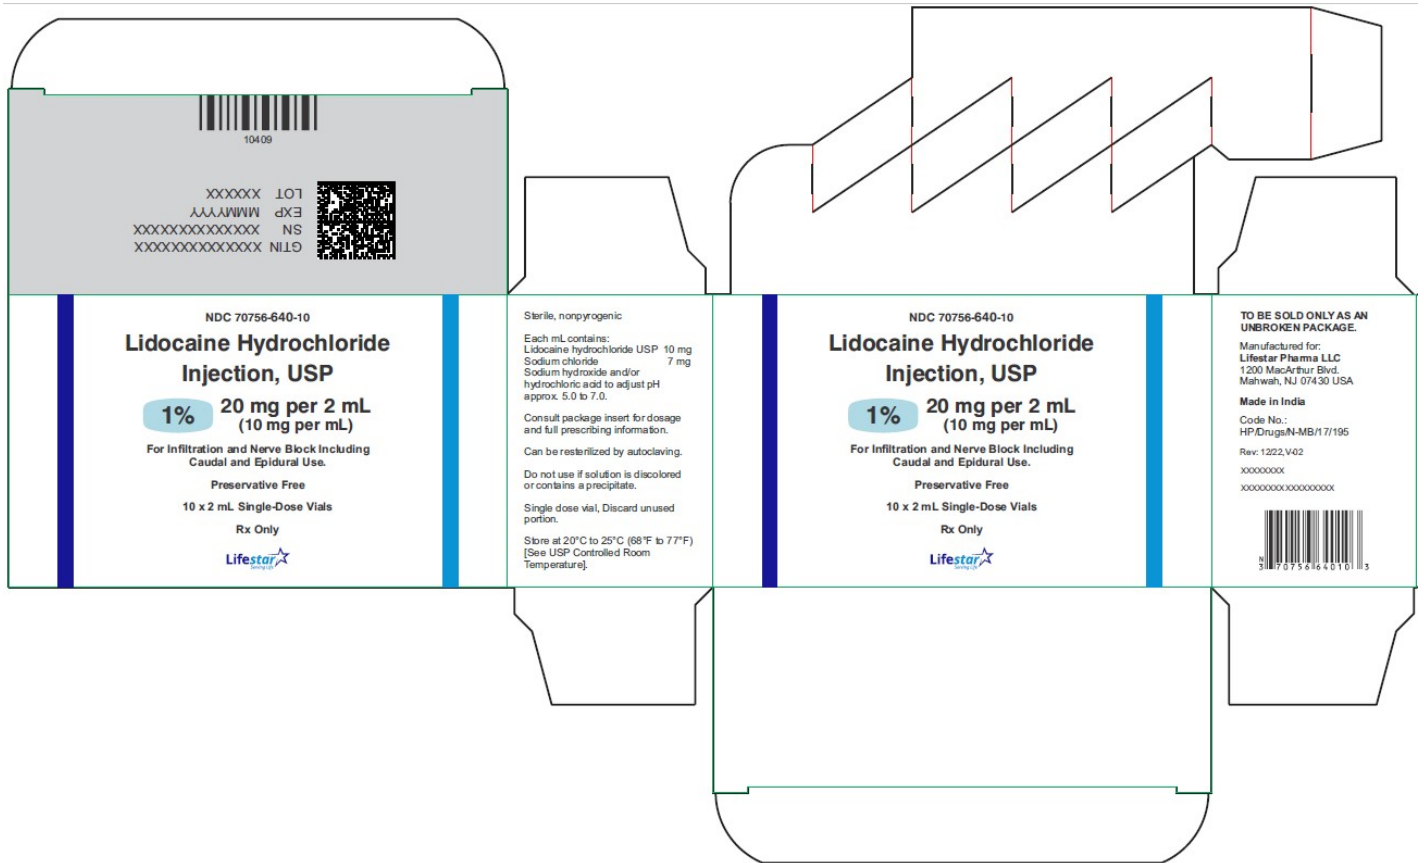 10409
GTIN XXXXXXXXXXXXXX
SN XXXXXXXXXXXXXX
EXP MMMYYYY
LOT XXXXXX
NDC 70756-640-10
Lidocaine Hydrochloride
Injection, USP
1%
20 mg per 2 mL
(10 mg per mL)
For Infiltration and Nerve Block Including
Caudal and Epidural Use.
Preservative Free
10 x 2 mL Single-Dose Vials
Rx Only
Lifestar
Saving Life
Sterile, nonpyrogenic
Each mL contains:
Lidocaine hydrochloride USP 10 mg
Sodium chloride 7 mg
Sodium hydroxide and/or
hydrochloric acid to adjust pH
approx. 5.0 to 7.0.
Consult package insert for dosage
and full prescribing information.
Can be resterilized by autoclaving.
Do not use if solution is discolored
or contains a precipitate.
Single dose vial, Discard unused
portion.
Store at 20°C to 25°C (68°F to 77°F)
[See USP Controlled Room
Temperature].
NDC 70756-640-10
Lidocaine Hydrochloride
Injection, USP
1%
20 mg per 2 mL
(10 mg per mL)
For Infiltration and Nerve Block Including
Caudal and Epidural Use.
Preservative Free
10 x 2 mL Single-Dose Vials
Rx Only
Lifestar
Saving Life
TO BE SOLD ONLY AS AN
UNBROKEN PACKAGE.
Manufactured for:
Lifestar Pharma LLC
1200 MacArthur Blvd.
Mahwah, NJ 07430 USA
Made in India
Code No.:
HP/Drugs/N-MB/17/195
Rev: 12/22,V-02
XXXXXXXX
XXXXXXXXXXXXXXXXX
N
3 70756 64010 3